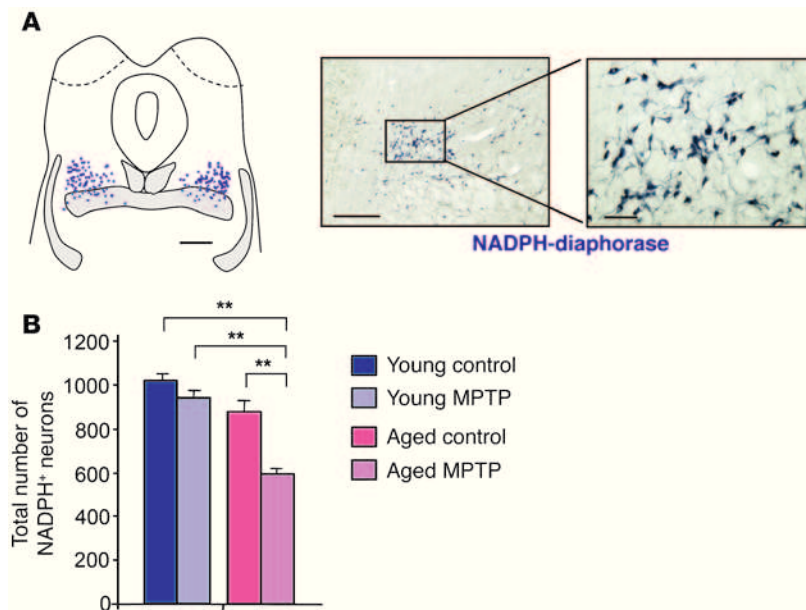 A
NADPH-diaphorase
B
**
**
**
1200
1000
800
600
400
200
0
Total number of
NADPH⁺ neurons
Young control
Young MPTP
Aged control
Aged MPTP